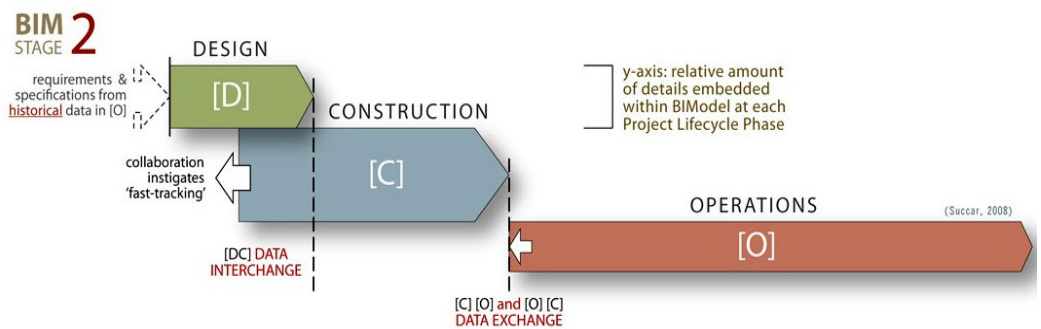 BIM
STAGE 2
DESIGN
requirements &
specifications from
historical data in [O]
[D]
y-axis: relative amount
of details embedded
within BIModel at each
Project Lifecycle Phase
CONSTRUCTION
collaboration
instigates
'fast-tracking'
[C]
OPERATIONS
(Succar, 2008)
[O]
[DC] DATA
INTERCHANGE
[C] [O] and [O] [C]
DATA EXCHANGE